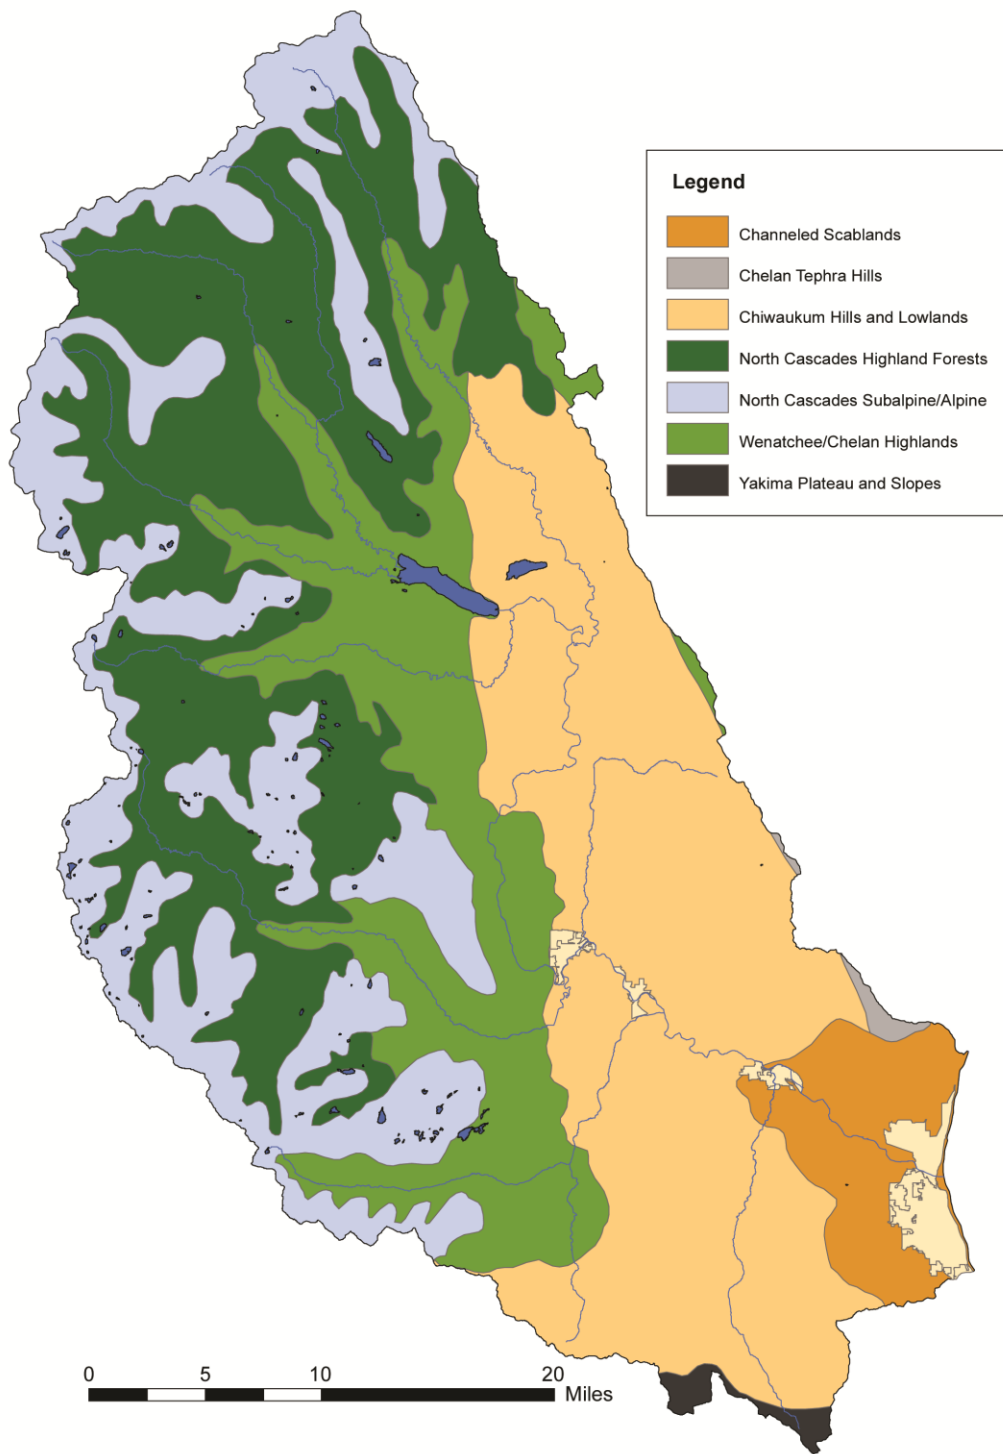 Legend
Channeled Scablands
Chelan Tephra Hills
Chiwaukum Hills and Lowlands
North Cascades Highland Forests
North Cascades Subalpine/Alpine
Wenatchee/Chelan Highlands
Yakima Plateau and Slopes
0 5 10 20
Miles